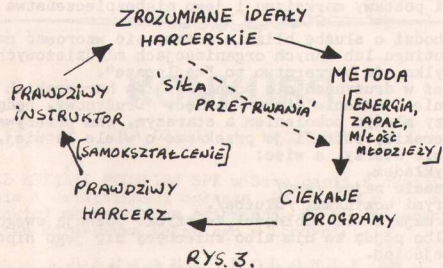 ZROZUMIANE IDEAŁY
HARCERSKIE
METODA
[ENERGIA,
ZAPAŁ,
MIŁOŚĆ
MŁODZIEŻY]
'SIŁA
PRZETRWANIA'
CIEKAWE
PROGRAMY
PRAWDZIWY
HARCERZ
[SAMOKSZTAŁCENIE]
PRAWDZIWY
INSTRUKTOR
RYS. 3.